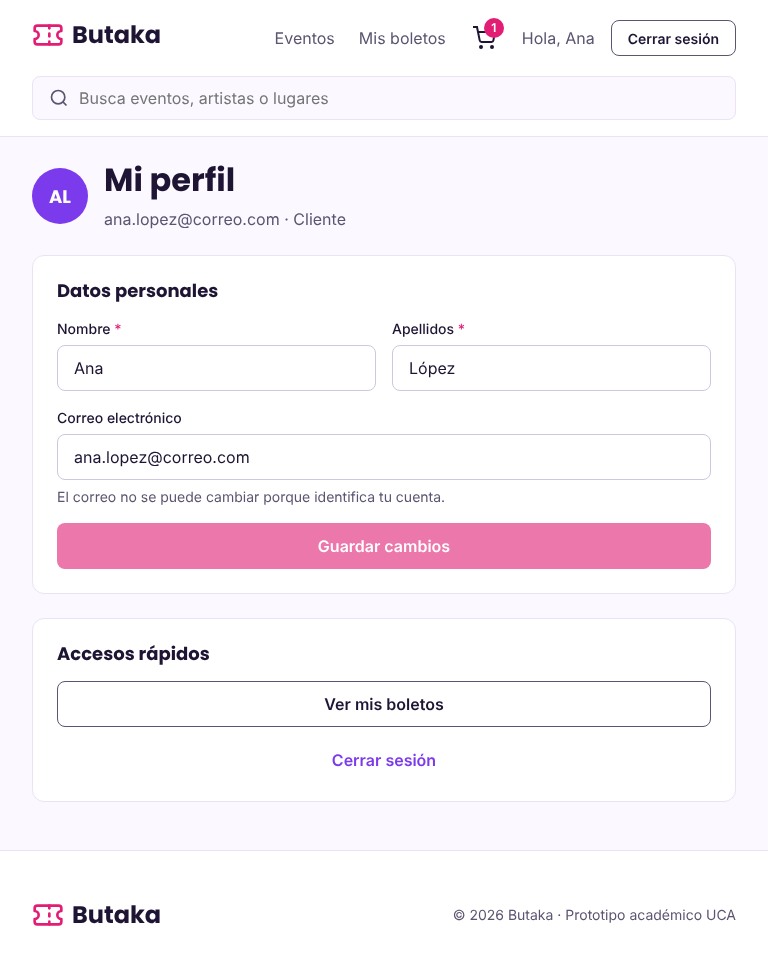 Butaka
Eventos Mis boletos 1 Hola, Ana Cerrar sesión
Busca eventos, artistas o lugares
AL
Mi perfil
ana.lopez@correo.com · Cliente
Datos personales
Nombre * Apellidos *
Ana López
Correo electrónico
ana.lopez@correo.com
El correo no se puede cambiar porque identifica tu cuenta.
Guardar cambios
Accesos rápidos
Ver mis boletos
Cerrar sesión
Butaka © 2026 Butaka · Prototipo académico UCA